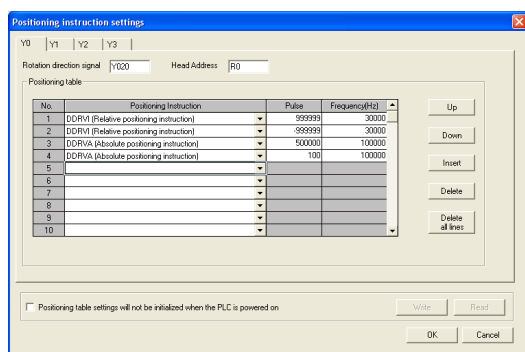 Positioning instruction settings
Y0 Y1 Y2 Y3
Rotation direction signal Y020 Head Address R0
Positioning table
No. Positioning Instruction Pulse Frequency(Hz)
1 DDRVI (Relative positioning instruction) 999999 30000
2 DDRVI (Relative positioning instruction) -999999 30000
3 DDRVA (Absolute positioning instruction) 500000 100000
4 DDRVA (Absolute positioning instruction) 100 100000
5
6
7
8
9
10
Up
Down
Insert
Delete
Delete
all lines
Positioning table settings will not be initialized when the PLC is powered on
Write Read
OK Cancel